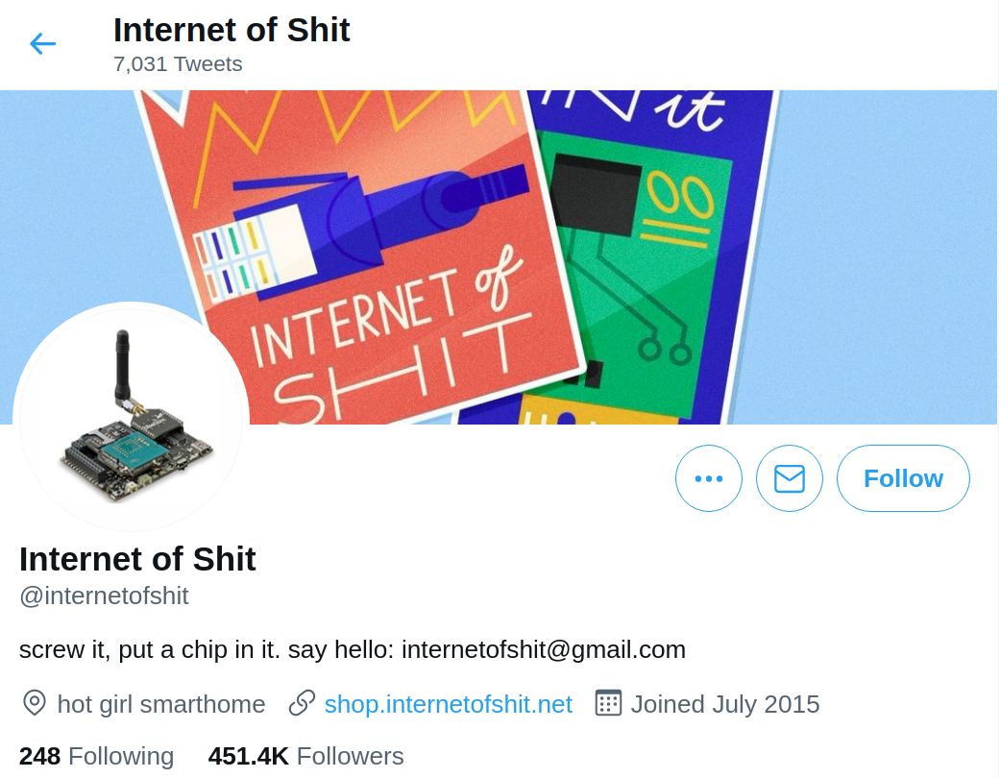 Internet of Shit
7,031 Tweets
it
INTERNET of
SHIT
Internet of Shit
@internetofshit
screw it, put a chip in it. say hello: internetofshit@gmail.com
hot girl smarthome shop.internetofshit.net Joined July 2015
248 Following 451.4K Followers
Follow